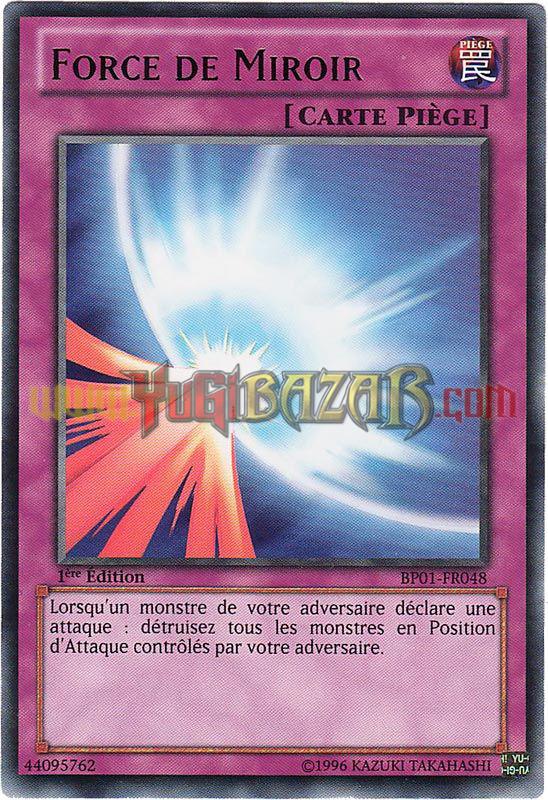 FORCE DE MIROIR
PIÈGE
罠
[CARTE PIÈGE]
www.YUGIBAZAR.com
1ère Édition
BP01-FR048
Lorsqu'un monstre de votre adversaire déclare une
attaque : détruisez tous les monstres en Position
d'Attaque contrôlés par votre adversaire.
44095762
©1996 KAZUKI TAKAHASHI